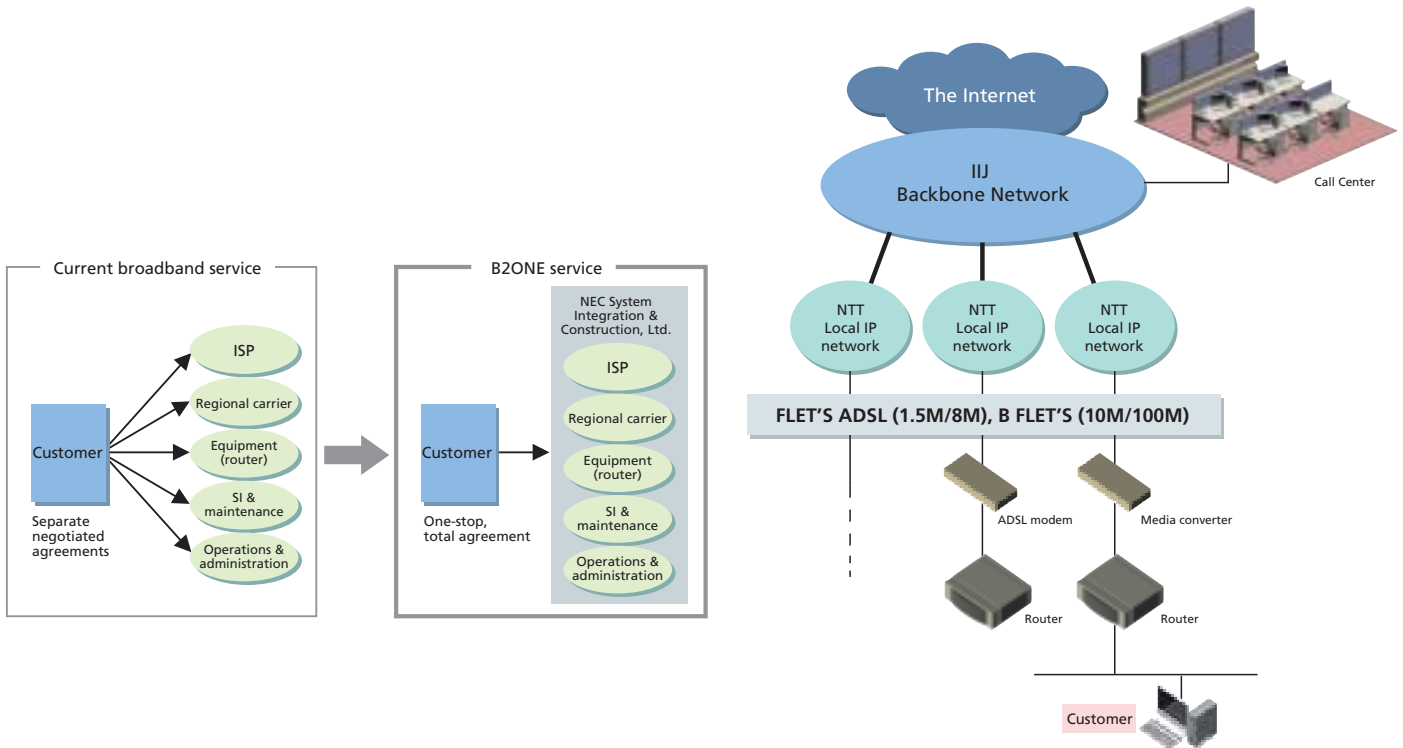 Current broadband service
Customer
Separate
negotiated
agreements
ISP
Regional carrier
Equipment
(router)
SI &
maintenance
Operations &
administration
B2ONE service
Customer
One-stop,
total agreement
NEC System
Integration &
Construction, Ltd.
ISP
Regional carrier
Equipment
(router)
SI &
maintenance
Operations &
administration
The Internet
IIJ
Backbone Network
Call Center
NTT
Local IP
network
NTT
Local IP
network
NTT
Local IP
network
FLET'S ADSL (1.5M/8M), B FLET'S (10M/100M)
ADSL modem
Media converter
Router
Router
Customer